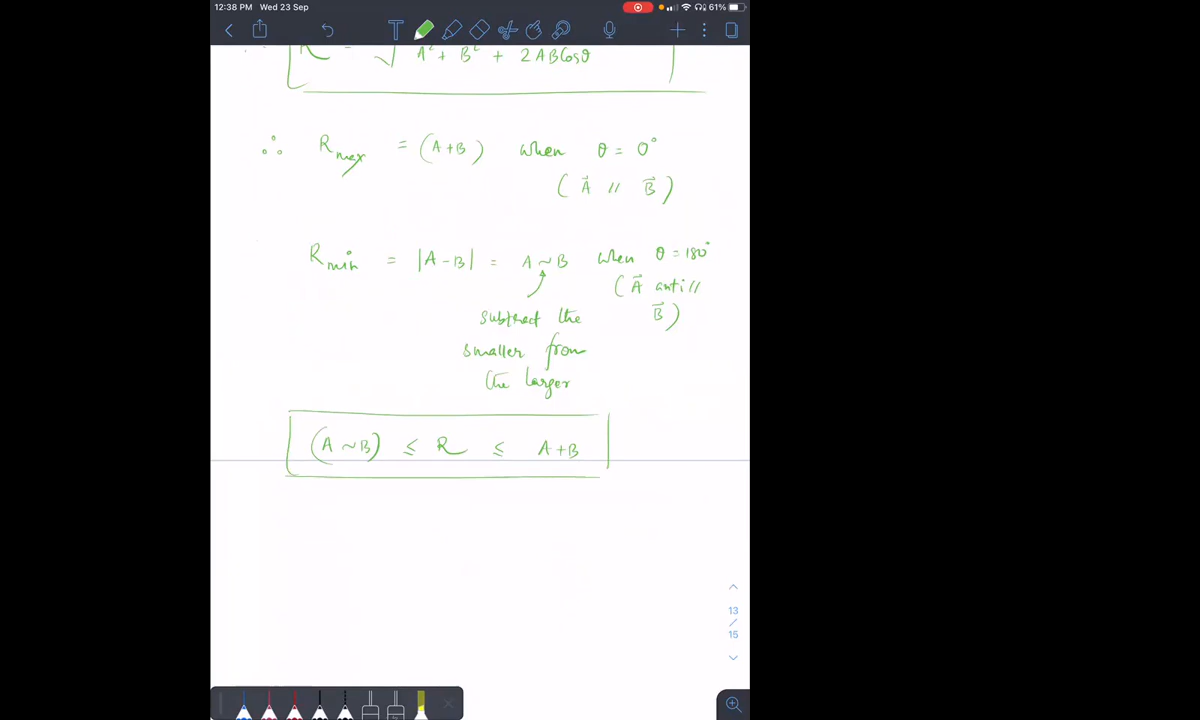 12:38 PM Wed 23 Sep
61%
R = √ A² + B² + 2ABCosθ
∴ Rmax = (A+B) when θ = 0°
(A⃗ // B⃗)
Rmin = |A-B| = A~B when θ=180°
(A⃗ anti// B⃗)
subtract the
smaller from
the larger
(A~B) ≤ R ≤ A+B
13
/
15